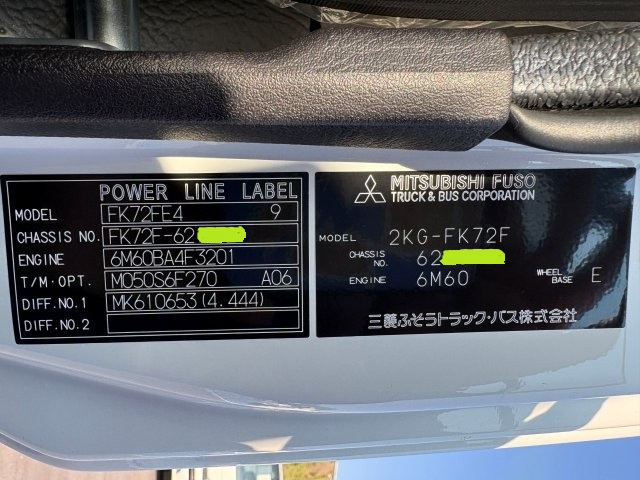 POWER LINE LABEL
MODEL FK72FE4 9
CHASSIS NO. FK72F-62
ENGINE 6M60BA4F3201
T/M・OPT. M050S6F270 A06
DIFF.NO.1 MK610653(4.444)
DIFF.NO.2
MITSUBISHI FUSO
TRUCK & BUS CORPORATION
MODEL 2KG-FK72F
CHASSIS NO. 62
ENGINE 6M60 WHEEL BASE E
三菱ふそうトラック・バス株式会社